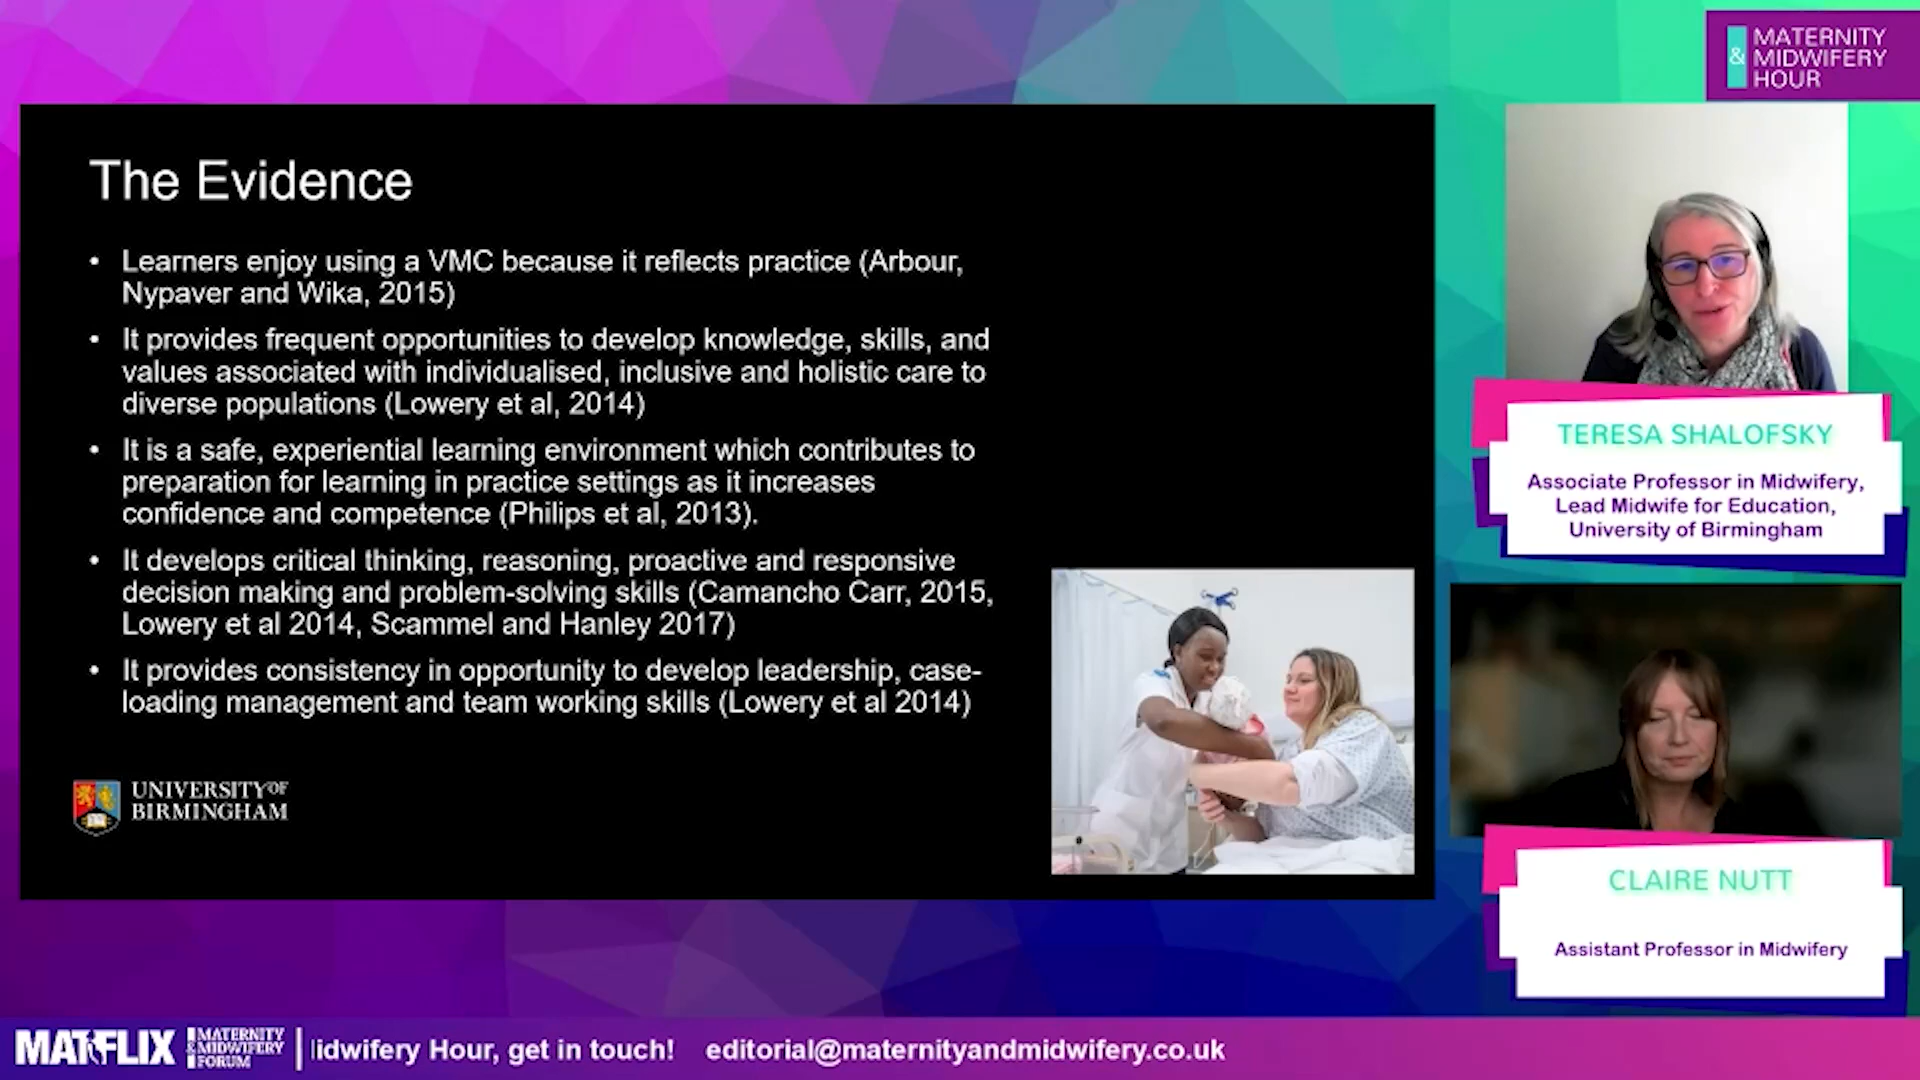 MATERNITY
& MIDWIFERY
HOUR
The Evidence
• Learners enjoy using a VMC because it reflects practice (Arbour,
Nypaver and Wika, 2015)
• It provides frequent opportunities to develop knowledge, skills, and
values associated with individualised, inclusive and holistic care to
diverse populations (Lowery et al, 2014)
• It is a safe, experiential learning environment which contributes to
preparation for learning in practice settings as it increases
confidence and competence (Philips et al, 2013).
• It develops critical thinking, reasoning, proactive and responsive
decision making and problem-solving skills (Camancho Carr, 2015,
Lowery et al 2014, Scammel and Hanley 2017)
• It provides consistency in opportunity to develop leadership, case-
loading management and team working skills (Lowery et al 2014)
UNIVERSITY OF
BIRMINGHAM
TERESA SHALOFSKY
Associate Professor in Midwifery,
Lead Midwife for Education,
University of Birmingham
CLAIRE NUTT
Assistant Professor in Midwifery
MATFLIX
MATERNITY
& MIDWIFERY
FORUM
idwifery Hour, get in touch! editorial@maternityandmidwifery.co.uk